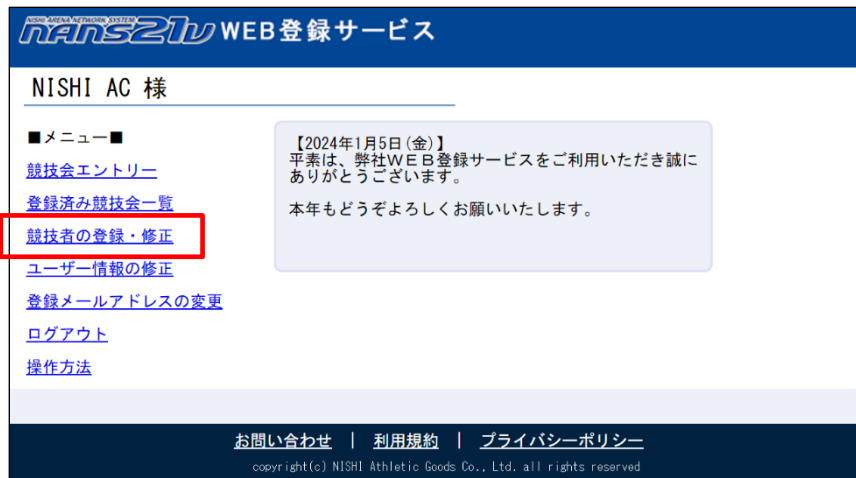 NISHI ARENA NETWORK SYSTEM
nans21v WEB登録サービス
NISHI AC 様
■メニュー■
競技会エントリー
登録済み競技会一覧
競技者の登録・修正
ユーザー情報の修正
登録メールアドレスの変更
ログアウト
操作方法
【2024年1月5日(金)】
平素は、弊社ＷＥＢ登録サービスをご利用いただき誠に
ありがとうございます。
本年もどうぞよろしくお願いいたします。
お問い合わせ | 利用規約 | プライバシーポリシー
copyright(c) NISHI Athletic Goods Co., Ltd. all rights reserved